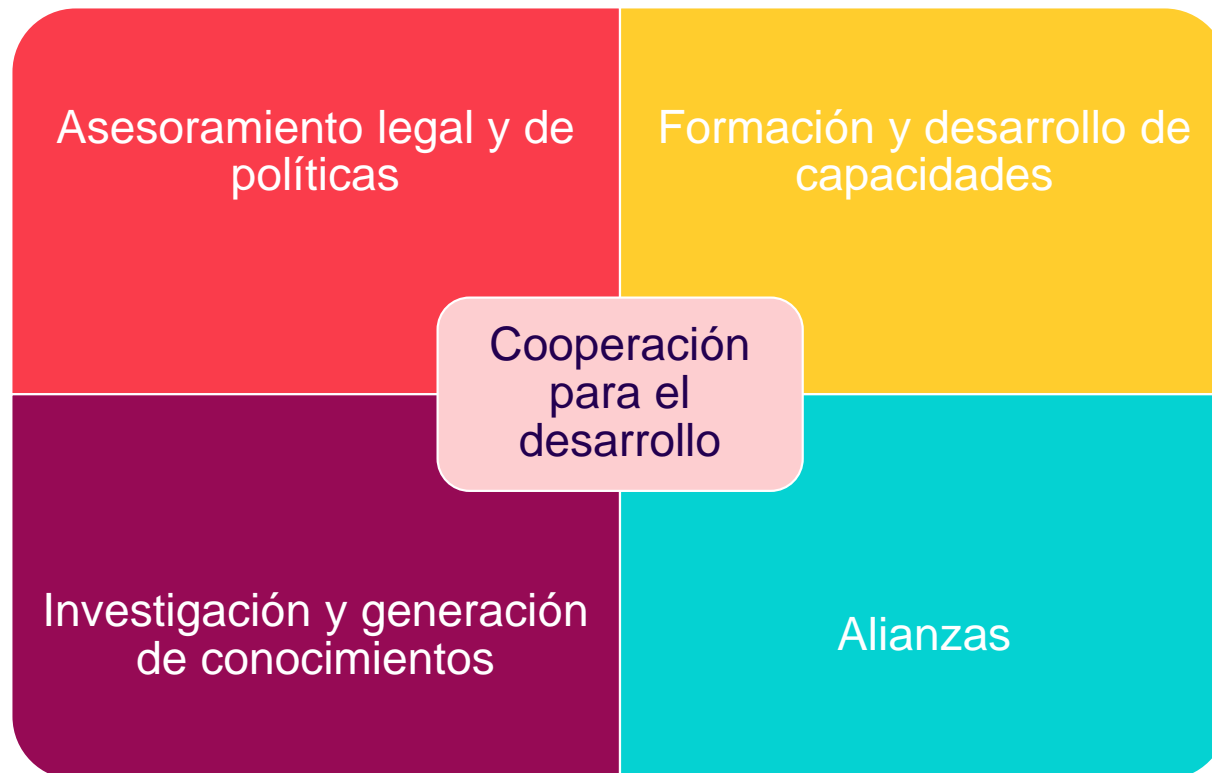 Asesoramiento legal y de
políticas
Formación y desarrollo de
capacidades
Cooperación
para el
desarrollo
Investigación y generación
de conocimientos
Alianzas